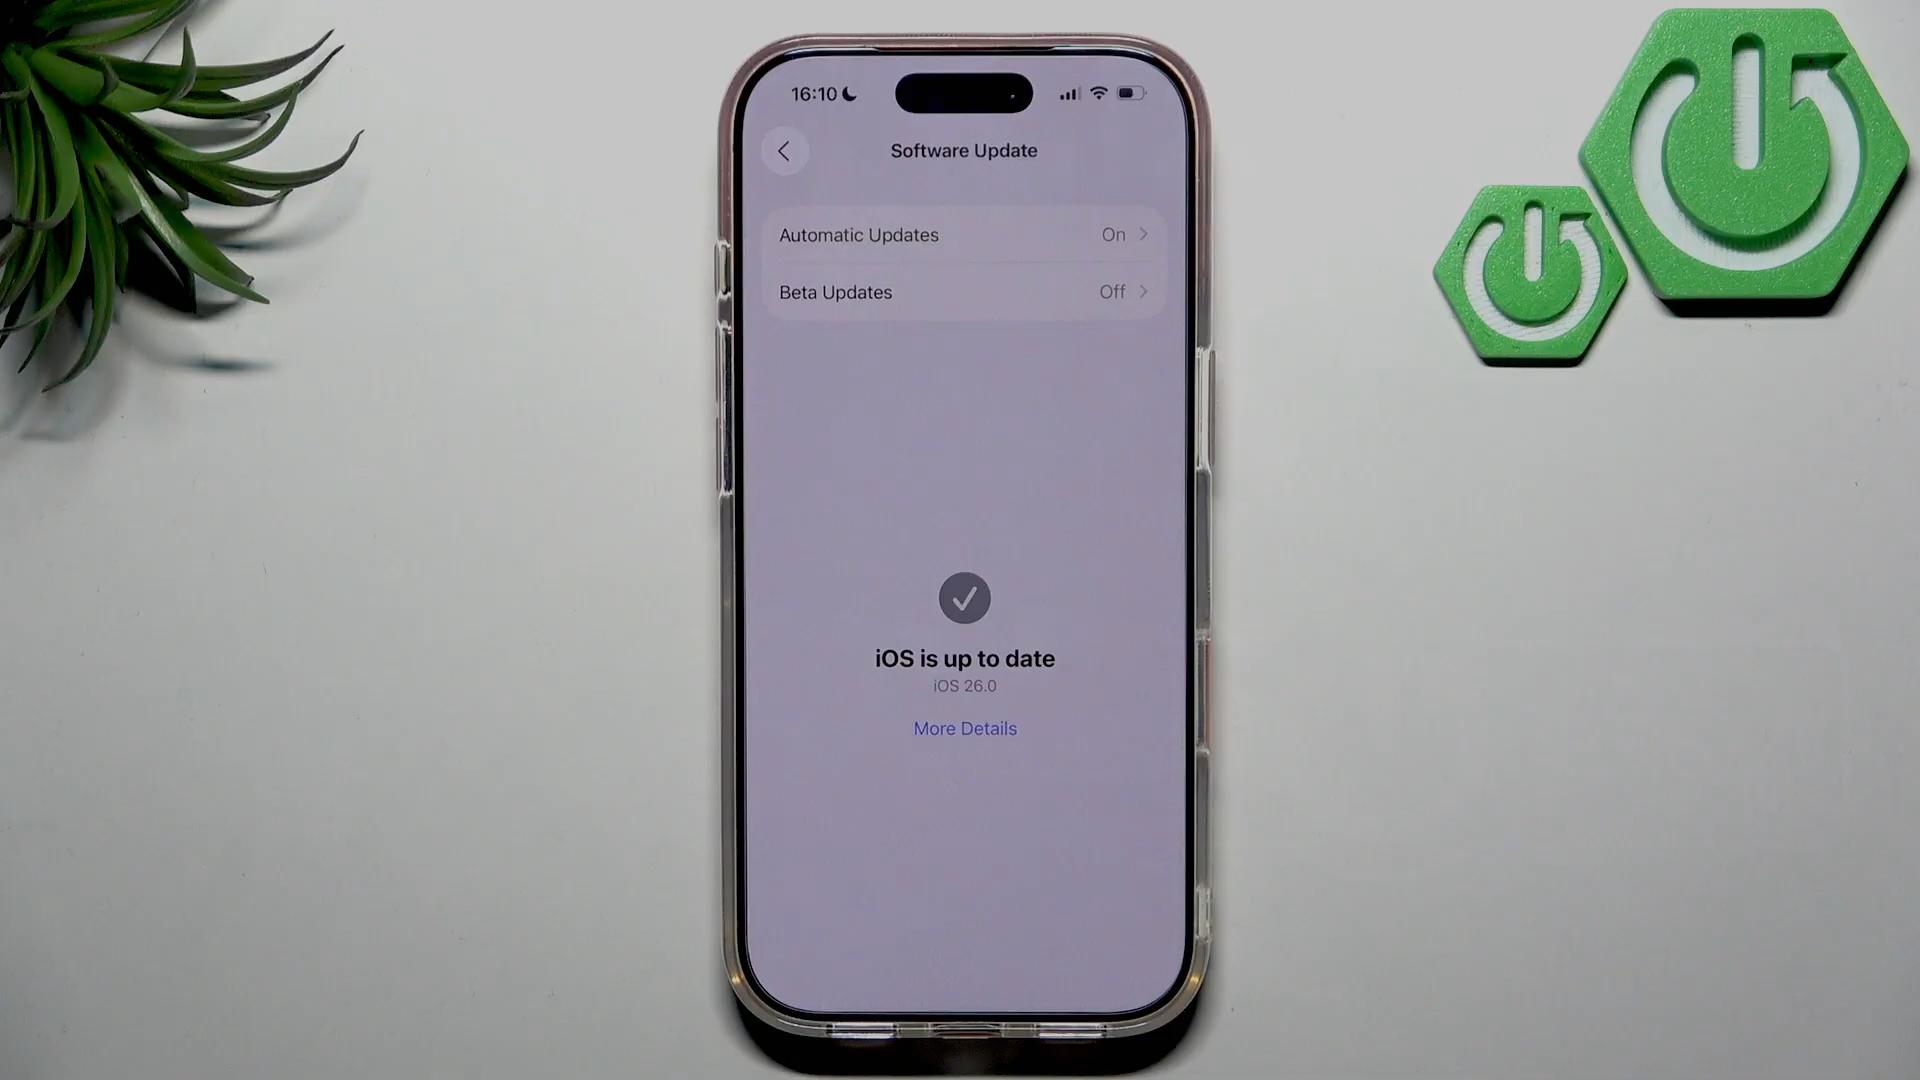 16:10
Software Update
Automatic Updates On
Beta Updates Off
iOS is up to date
iOS 26.0
More Details